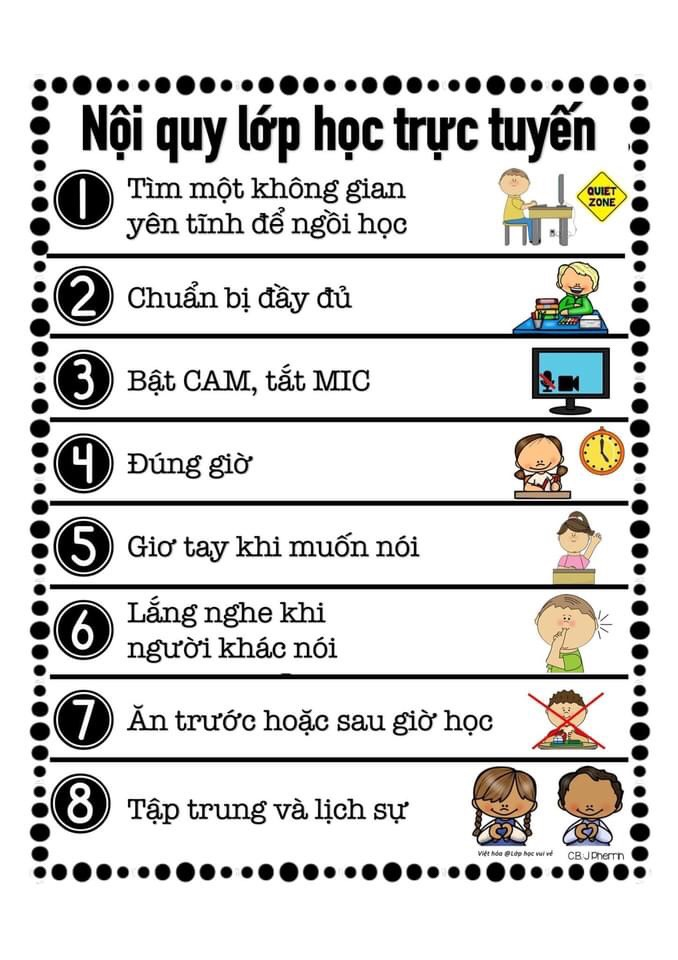 Nội quy lớp học trực tuyến
1
Tìm một không gian
yên tĩnh để ngồi học
QUIET
ZONE
2
Chuẩn bị đầy đủ
3
Bật CAM, tắt MIC
4
Đúng giờ
5
Giơ tay khi muốn nói
6
Lắng nghe khi
người khác nói
7
Ăn trước hoặc sau giờ học
8
Tập trung và lịch sự
Việt hóa @Lớp học vui vẻ
C.B.J Pherrin